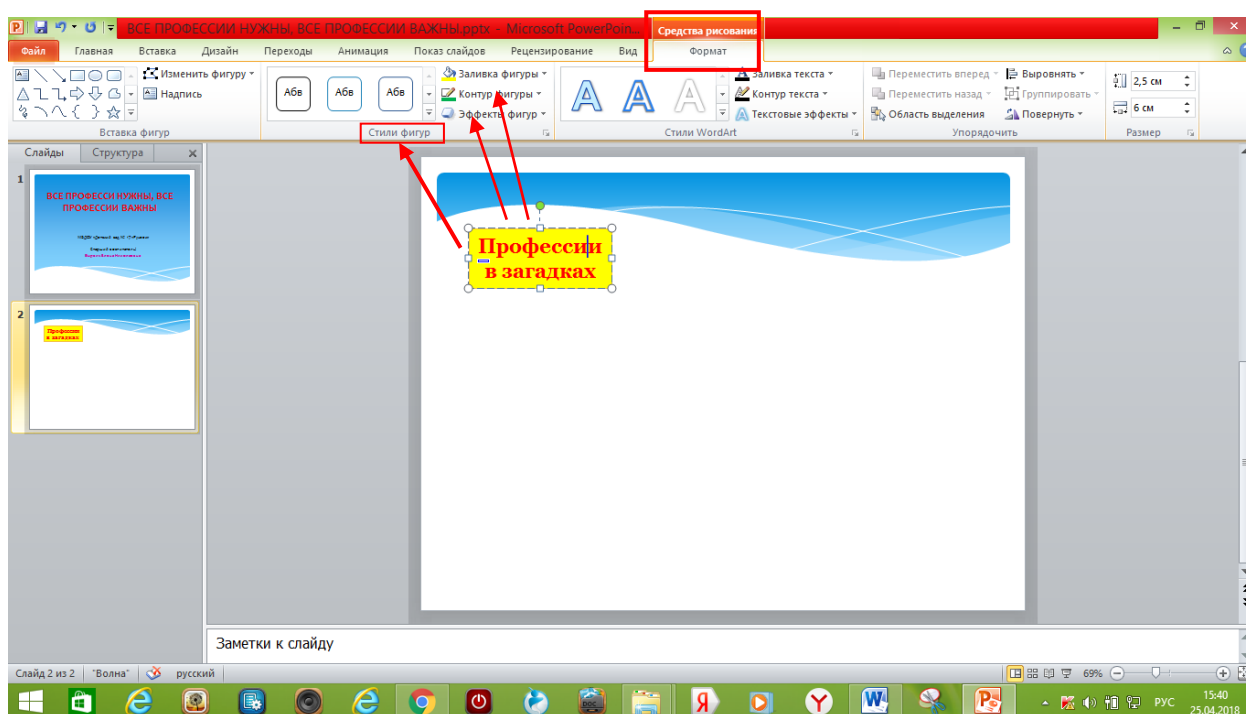 ВСЕ ПРОФЕССИИ НУЖНЫ, ВСЕ ПРОФЕССИИ ВАЖНЫ.pptx - Microsoft PowerPoin...
Средства рисования
Файл Главная Вставка Дизайн Переходы Анимация Показ слайдов Рецензирование Вид Формат
Изменить фигуру
Надпись
Вставка фигур
Абв Абв Абв
Заливка фигуры
Контур фигуры
Эффекты фигур
Стили фигур
Заливка текста
Контур текста
Текстовые эффекты
Стили WordArt
Переместить вперед
Переместить назад
Область выделения
Выровнять
Группировать
Повернуть
Упорядочить
2,5 см
6 см
Размер
Слайды Структура
1
ВСЕ ПРОФЕССИ НУЖНЫ, ВСЕ
ПРОФЕССИИ ВАЖНЫ
2
Профессии
в загадках
Профессии
в загадках
Заметки к слайду
Слайд 2 из 2 "Волна" русский 69%
РУС 15:40
25.04.2018